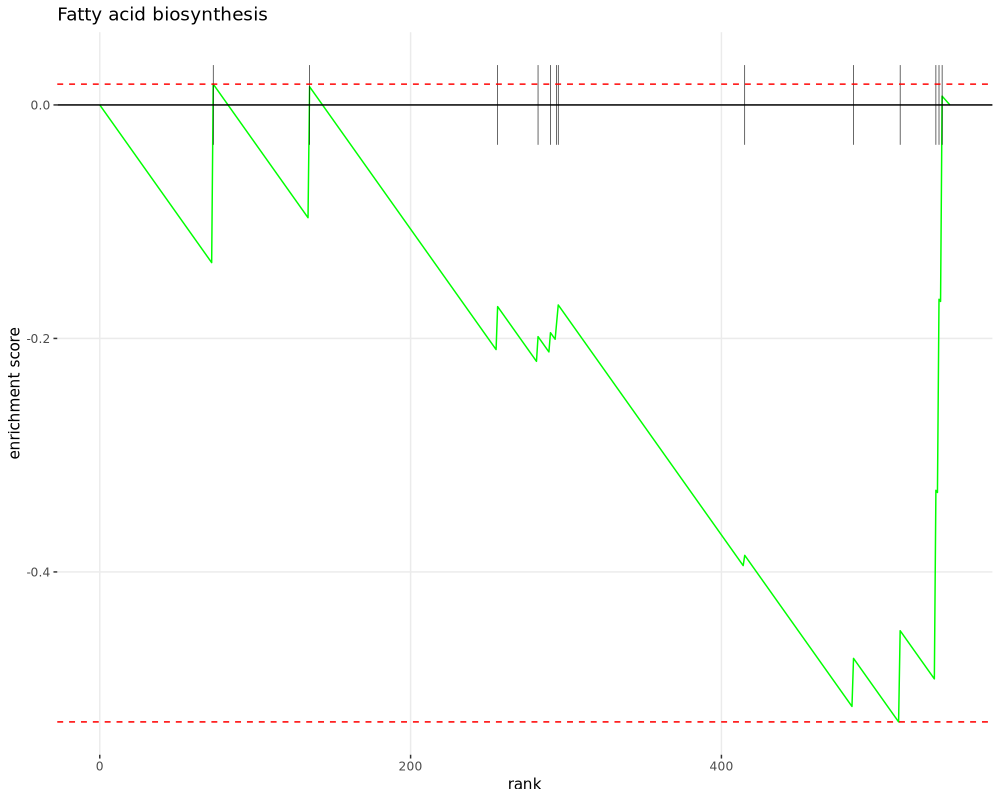 Fatty acid biosynthesis
0.0
-0.2
-0.4
enrichment score
0 200 400
rank